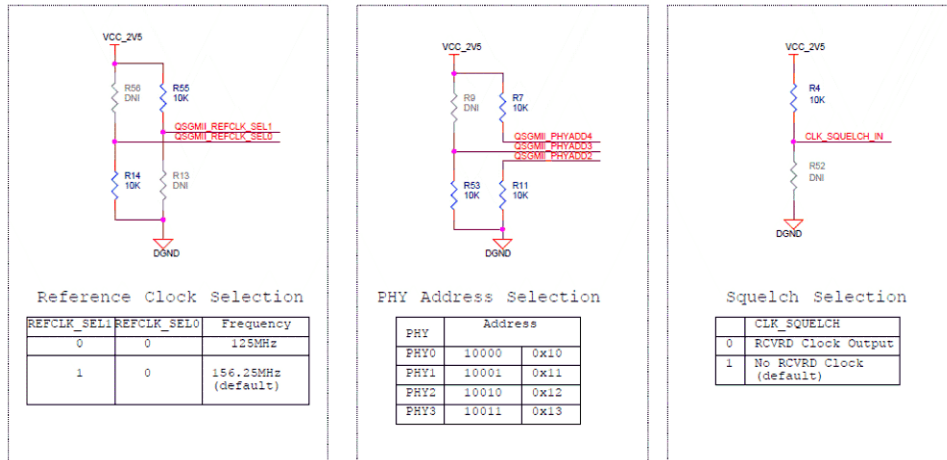 VCC_2V5
R56
DNI
R55
10K
QSGMII_REFCLK_SEL1
QSGMII_REFCLK_SEL0
R14
10K
R13
DNI
DGND
Reference Clock Selection
REFCLK_SEL1 REFCLK_SEL0 Frequency
0 0 125MHz
1 0 156.25MHz
(default)
VCC_2V5
R9
DNI
R7
10K
QSGMII_PHYADD4
QSGMII_PHYADD3
QSGMII_PHYADD2
R53
10K
R11
10K
DGND
PHY Address Selection
PHY Address
PHY0 10000 0x10
PHY1 10001 0x11
PHY2 10010 0x12
PHY3 10011 0x13
VCC_2V5
R4
10K
CLK_SQUELCH_IN
R52
DNI
DGND
Squelch Selection
CLK_SQUELCH
0 RCVRD Clock Output
1 No RCVRD Clock
(default)